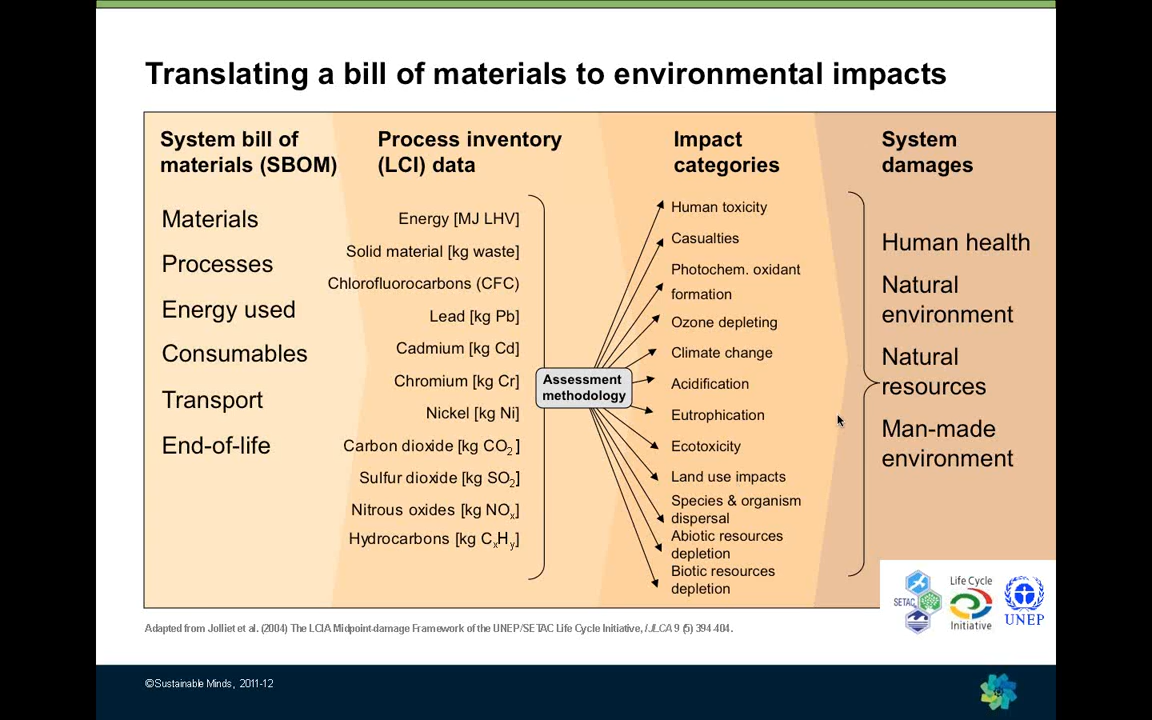 Translating a bill of materials to environmental impacts
System bill of
materials (SBOM)
Materials
Processes
Energy used
Consumables
Transport
End-of-life
Process inventory
(LCI) data
Energy [MJ LHV]
Solid material [kg waste]
Chlorofluorocarbons (CFC)
Lead [kg Pb]
Cadmium [kg Cd]
Chromium [kg Cr]
Nickel [kg Ni]
Carbon dioxide [kg CO2 ]
Sulfur dioxide [kg SO2]
Nitrous oxides [kg NOx]
Hydrocarbons [kg CxHy]
Assessment
methodology
Impact
categories
Human toxicity
Casualties
Photochem. oxidant
formation
Ozone depleting
Climate change
Acidification
Eutrophication
Ecotoxicity
Land use impacts
Species & organism
dispersal
Abiotic resources
depletion
Biotic resources
depletion
System
damages
Human health
Natural
environment
Natural
resources
Man-made
environment
SETAC
Life Cycle
Initiative
UNEP
Adapted from Jolliet et al. (2004) The LCIA Midpoint-damage Framework of the UNEP/SETAC Life Cycle Initiative, IJLCA 9 (5) 394-404.
©Sustainable Minds, 2011-12